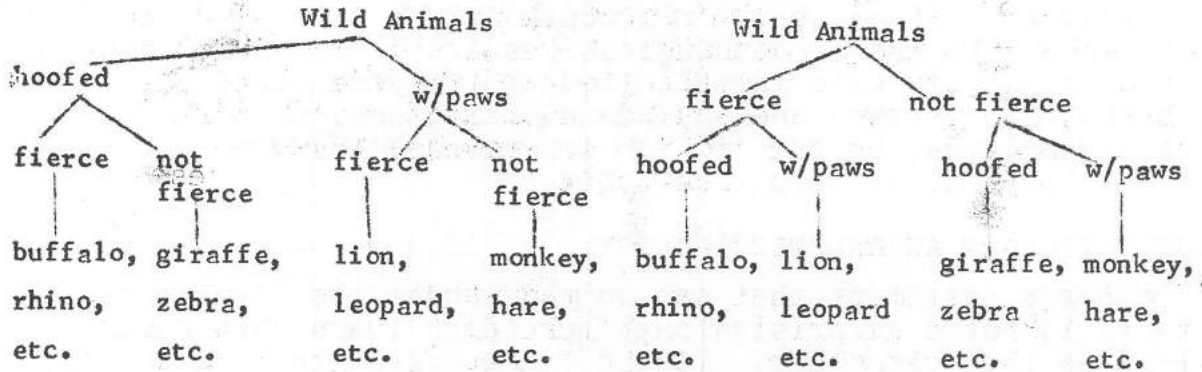 Wild Animals
hoofed w/paws
fierce not fierce not
fierce fierce
buffalo, giraffe, lion, monkey,
rhino, zebra, leopard, hare,
etc. etc. etc. etc.
Wild Animals
fierce not fierce
hoofed w/paws hoofed w/paws
buffalo, lion, giraffe, monkey,
rhino, leopard zebra hare,
etc. etc. etc. etc.